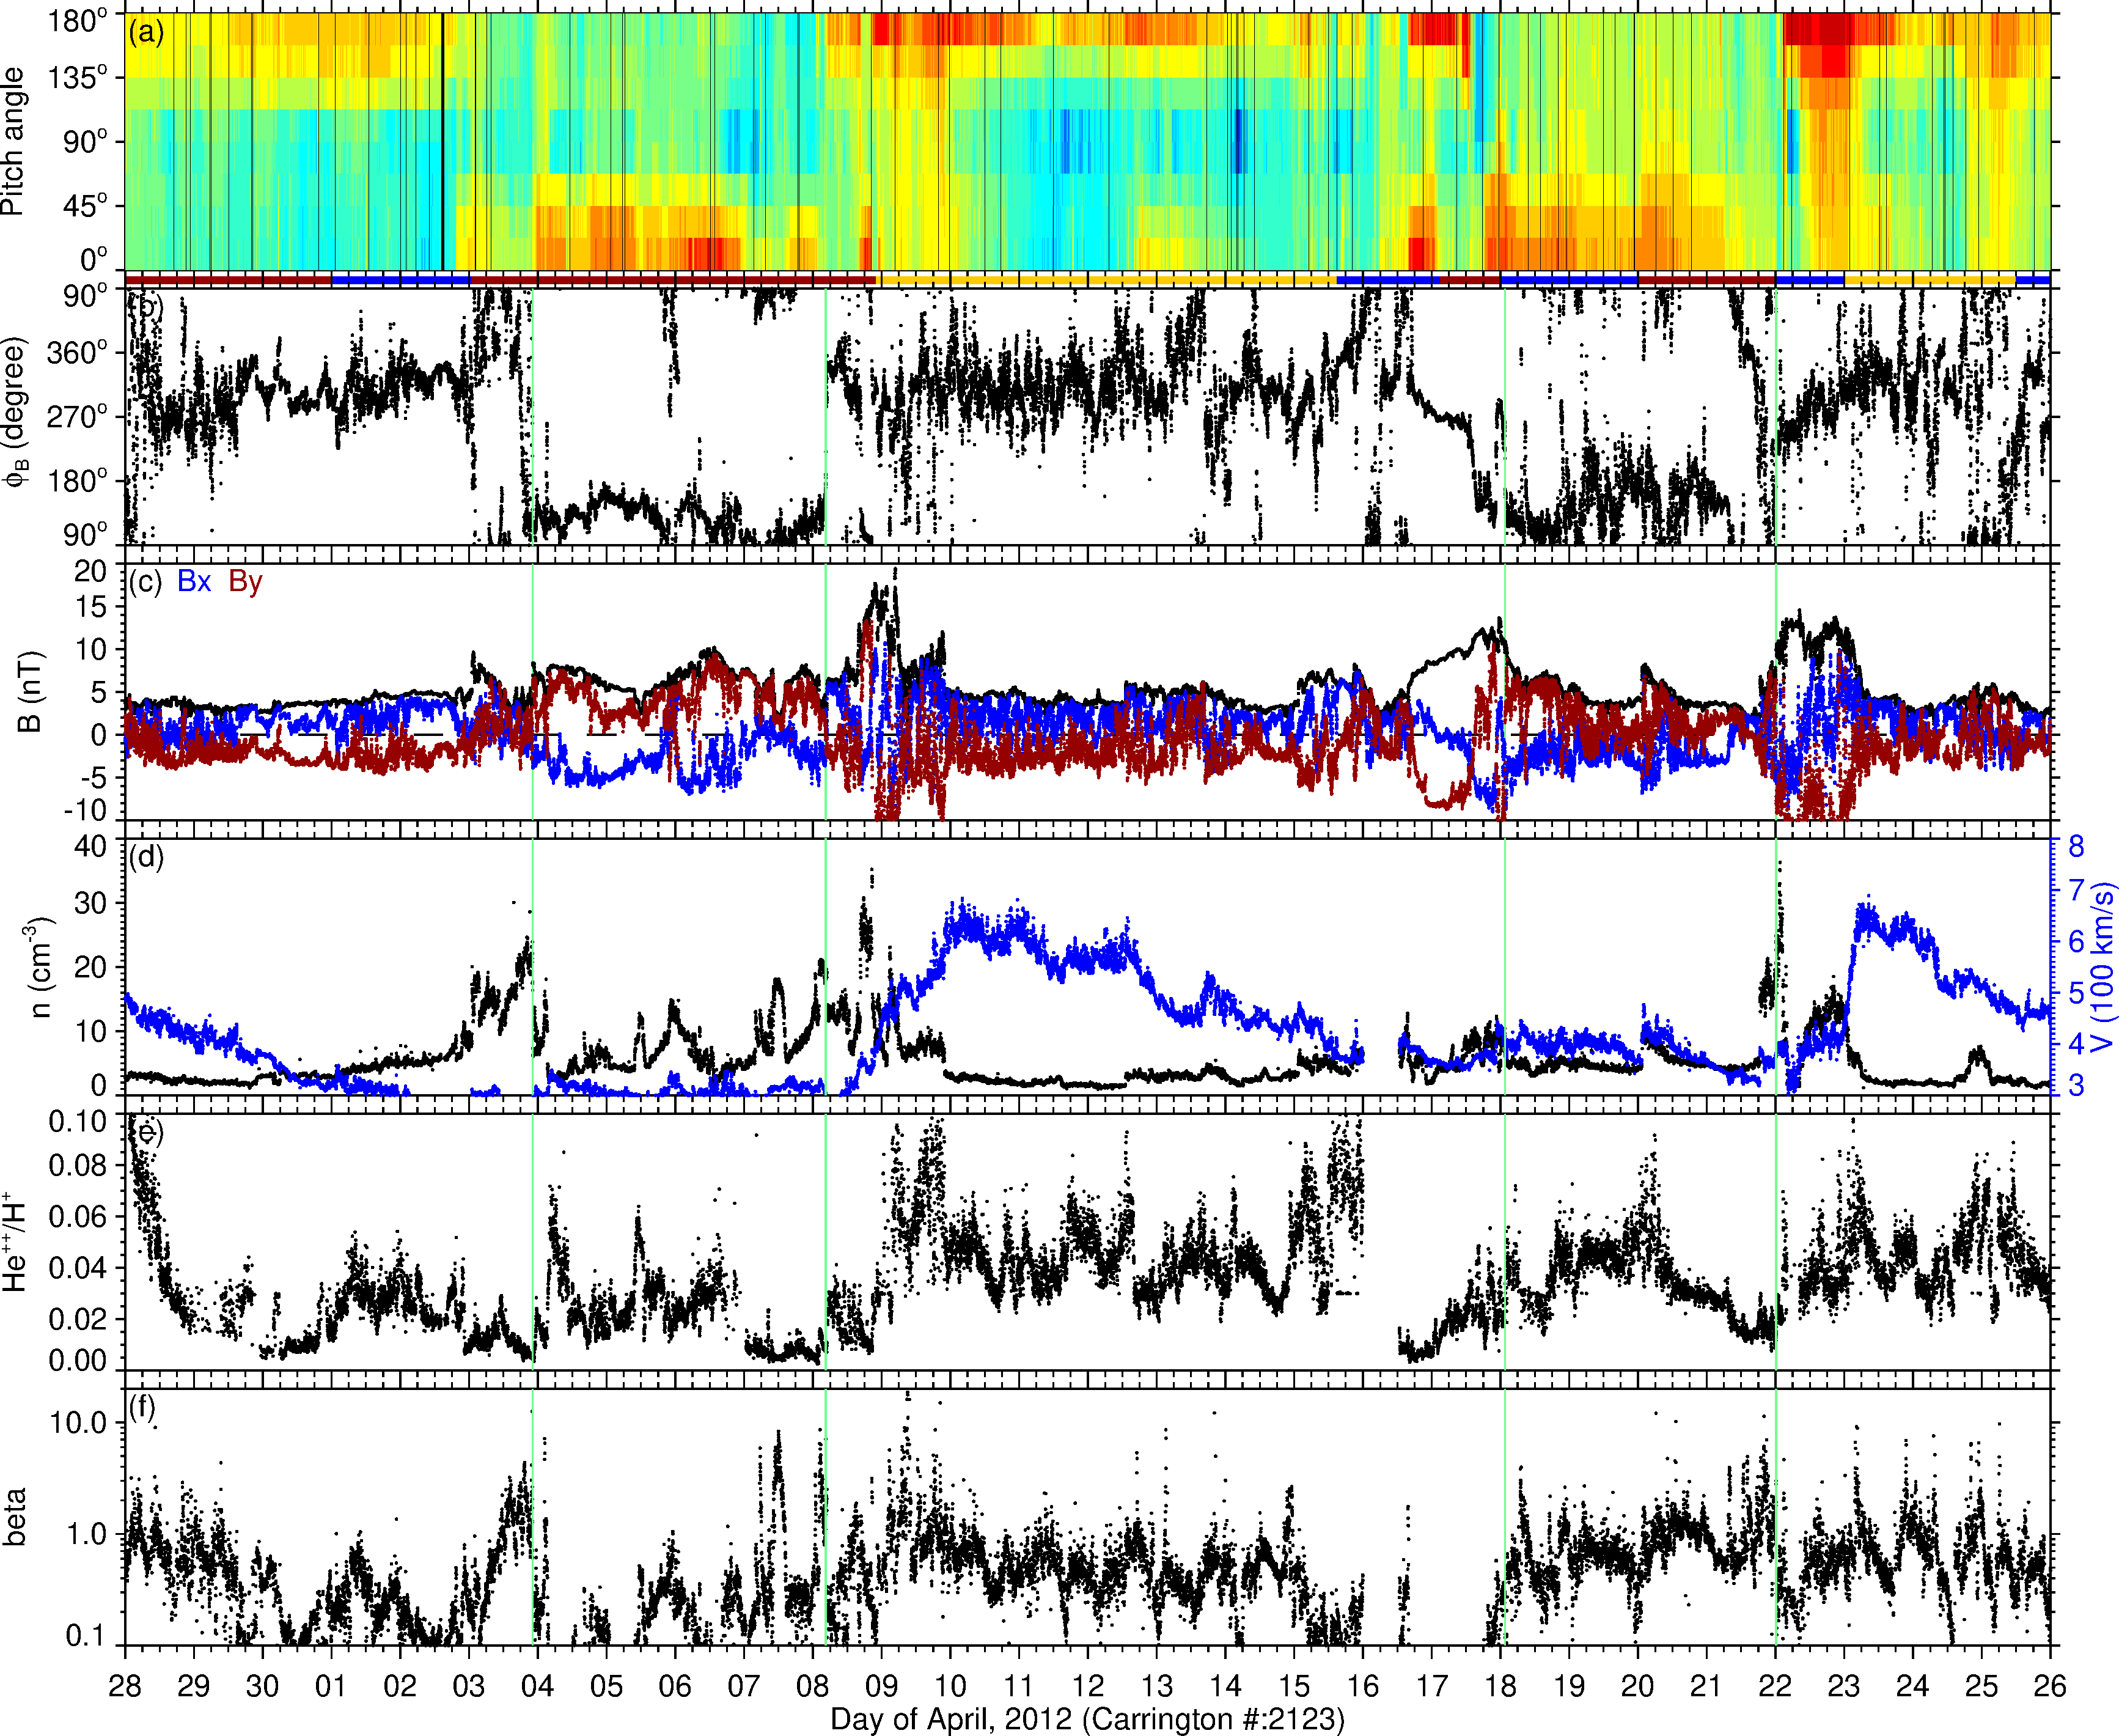 (a)
180°
135°
90°
45°
0°
Pitch angle
(b)
90°
360°
270°
180°
90°
ϕB (degree)
(c) Bx By
20
15
10
5
0
-5
-10
B (nT)
(d)
40
30
20
10
0
n (cm-3)
8
7
6
5
4
3
V (100 km/s)
(e)
0.10
0.08
0.06
0.04
0.02
0.00
He++/H+
(f)
10.0
1.0
0.1
beta
28 29 30 01 02 03 04 05 06 07 08 09 10 11 12 13 14 15 16 17 18 19 20 21 22 23 24 25 26
Day of April, 2012 (Carrington #:2123)